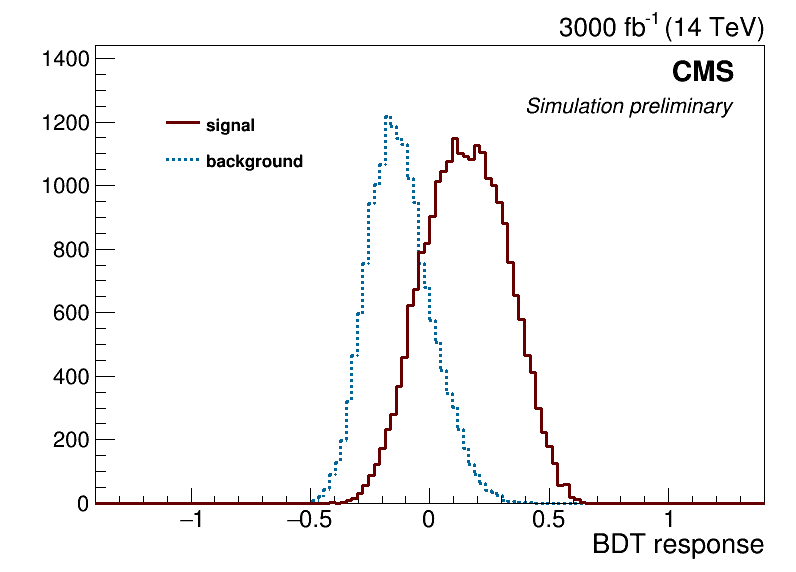 3000 fb⁻¹ (14 TeV)
CMS
Simulation preliminary
signal
background
1400
1200
1000
800
600
400
200
0
−1 −0.5 0 0.5 1
BDT response